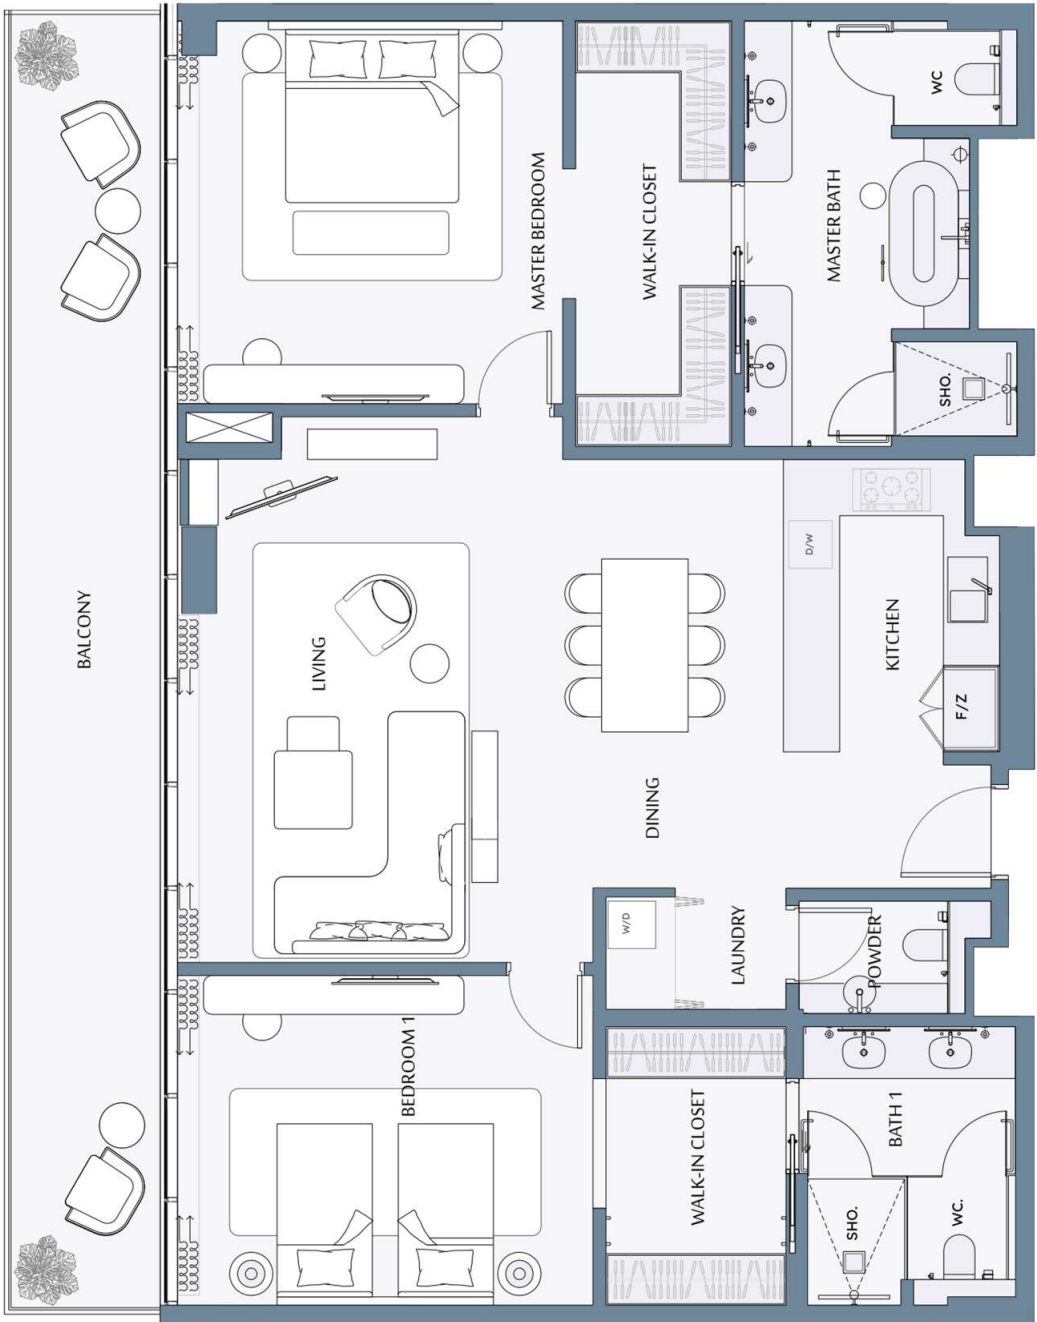 WC
MASTER BEDROOM
WALK-IN CLOSET
MASTER BATH
SHO.
D/W
BALCONY
LIVING
KITCHEN
F/Z
DINING
W/D
LAUNDRY
POWDER
BEDROOM 1
WALK-IN CLOSET
BATH 1
SHO.
WC.